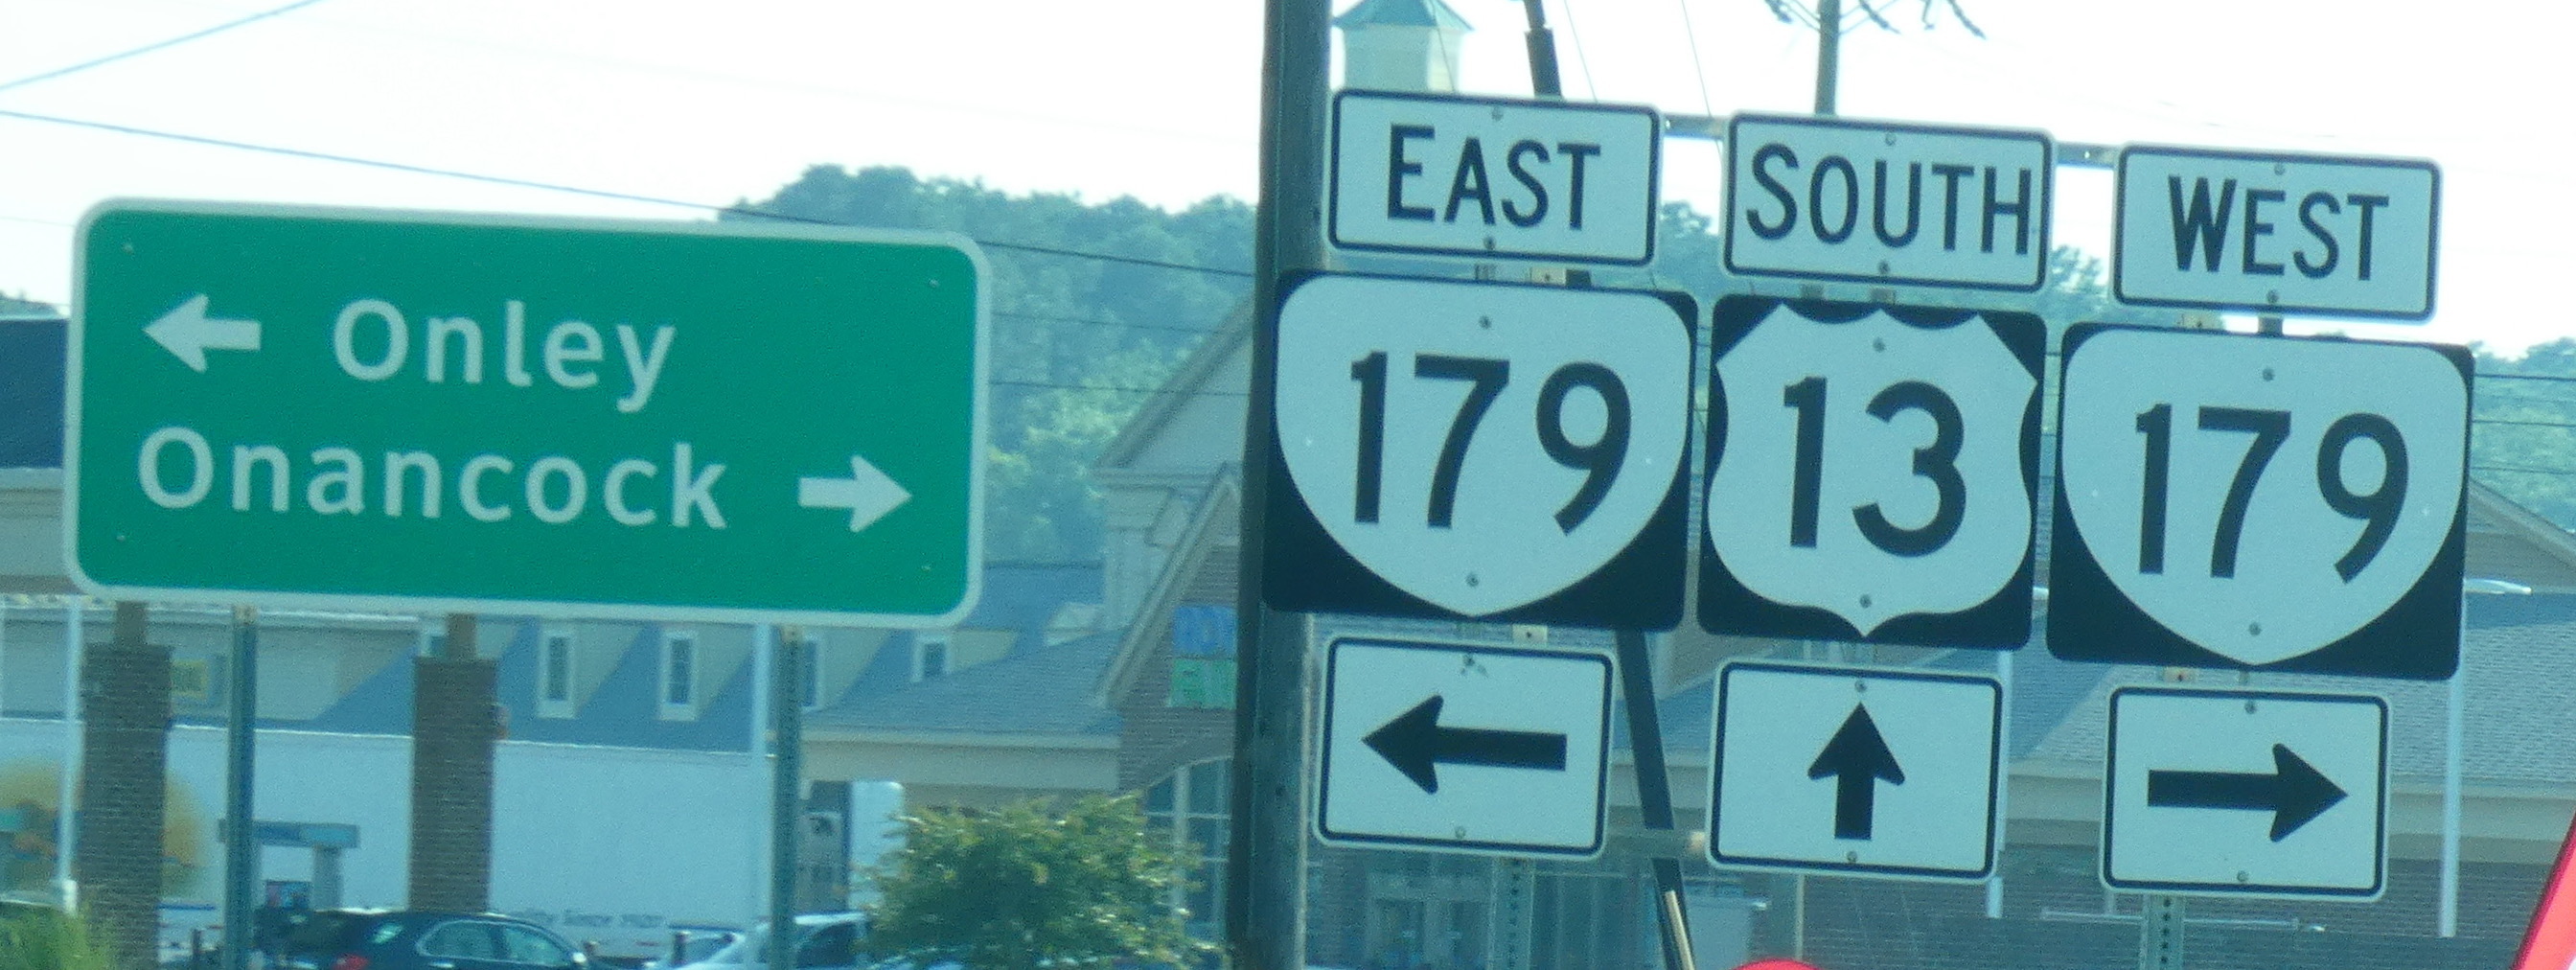 Onley
Onancock
EAST
179
SOUTH
13
WEST
179